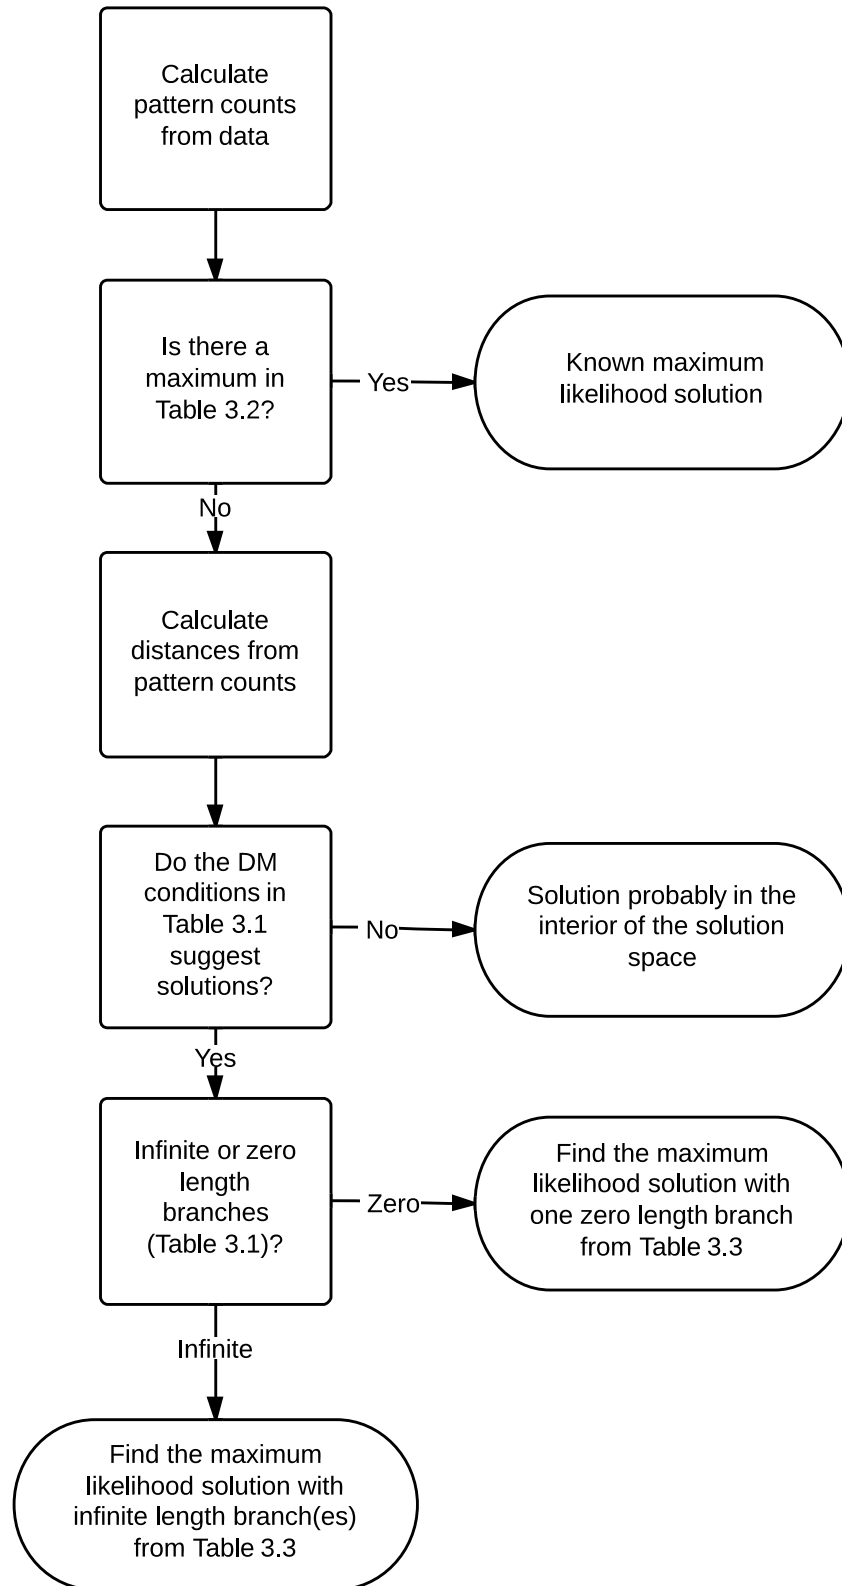 Calculate
pattern counts
from data
Is there a
maximum in
Table 3.2?
Yes
Known maximum
likelihood solution
No
Calculate
distances from
pattern counts
Do the DM
conditions in
Table 3.1
suggest
solutions?
No
Solution probably in the
interior of the solution
space
Yes
Infinite or zero
length
branches
(Table 3.1)?
Zero
Find the maximum
likelihood solution with
one zero length branch
from Table 3.3
Infinite
Find the maximum
likelihood solution with
infinite length branch(es)
from Table 3.3